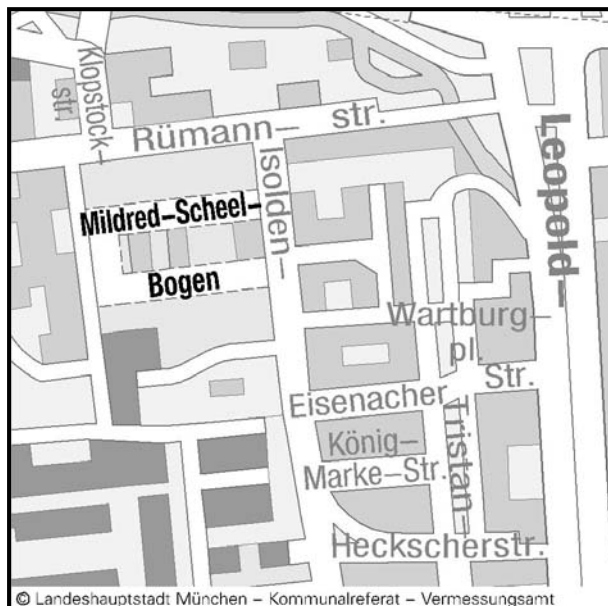 Klopstock-
str.
Rümann- str.
Isolden-
Leopold-
Mildred-Scheel-
Bogen
Wartburg-
pl.
Eisenacher Str.
Tristan-
König-
Marke-Str.
Heckscherstr.
© Landeshauptstadt München – Kommunalreferat – Vermessungsamt